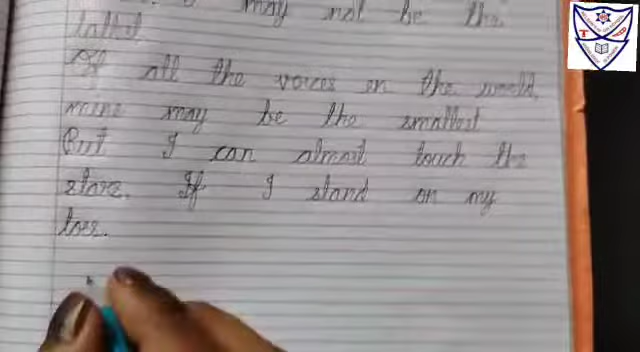 may not be the
tallest
Of all the voices in the world,
mine may be the smallest
But I can almost touch the
stars. If I stand on my
toes.